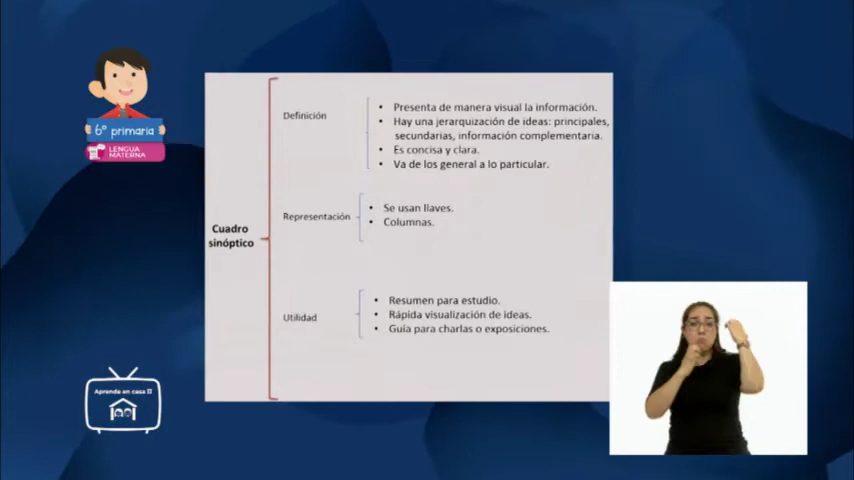 6º primaria
LENGUA
MATERNA
Cuadro
sinóptico
Definición
• Presenta de manera visual la información.
• Hay una jerarquización de ideas: principales,
secundarias, información complementaria.
• Es concisa y clara.
• Va de los general a lo particular.
Representación
• Se usan llaves.
• Columnas.
Utilidad
• Resumen para estudio.
• Rápida visualización de ideas.
• Guía para charlas o exposiciones.
Aprende en casa II